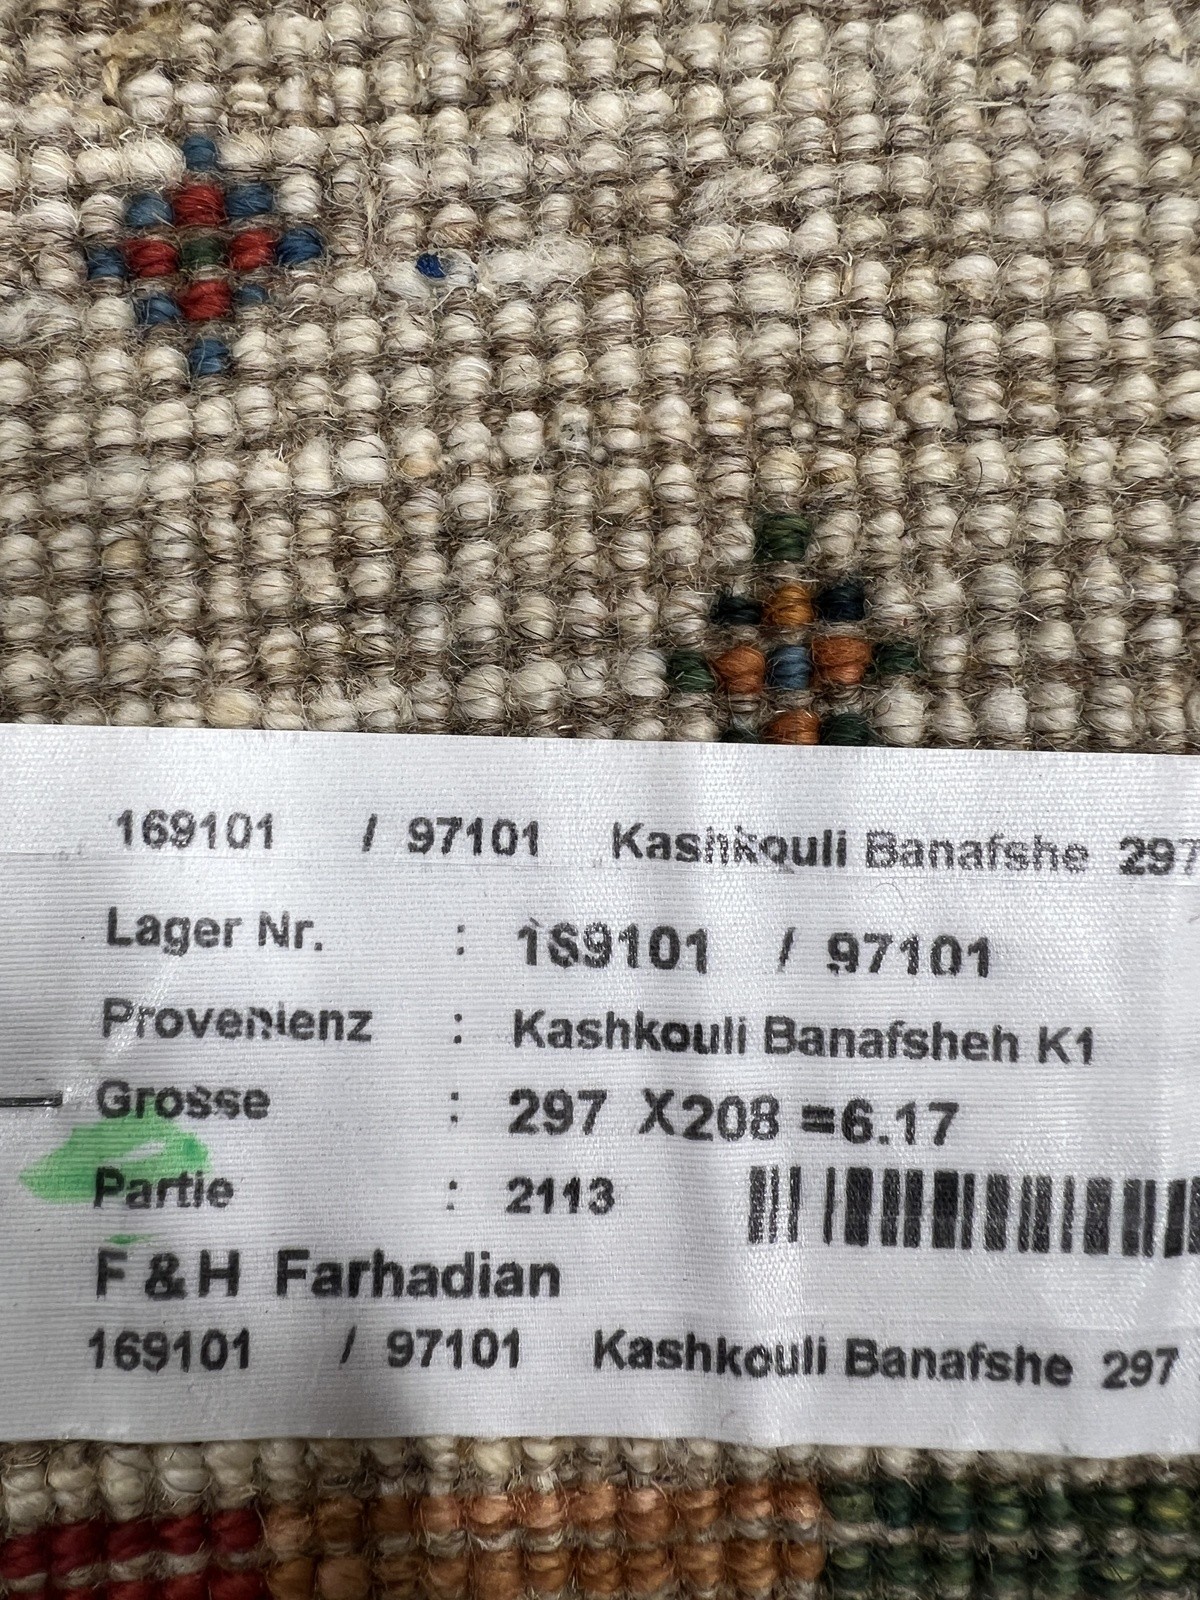 169101 / 97101 Kashkouli Banafshe 297
Lager Nr. : 169101 / 97101
Provenienz : Kashkouli Banafsheh K1
Grosse : 297 X208 =6.17
Partie : 2113
F & H Farhadian
169101 / 97101 Kashkouli Banafshe 297